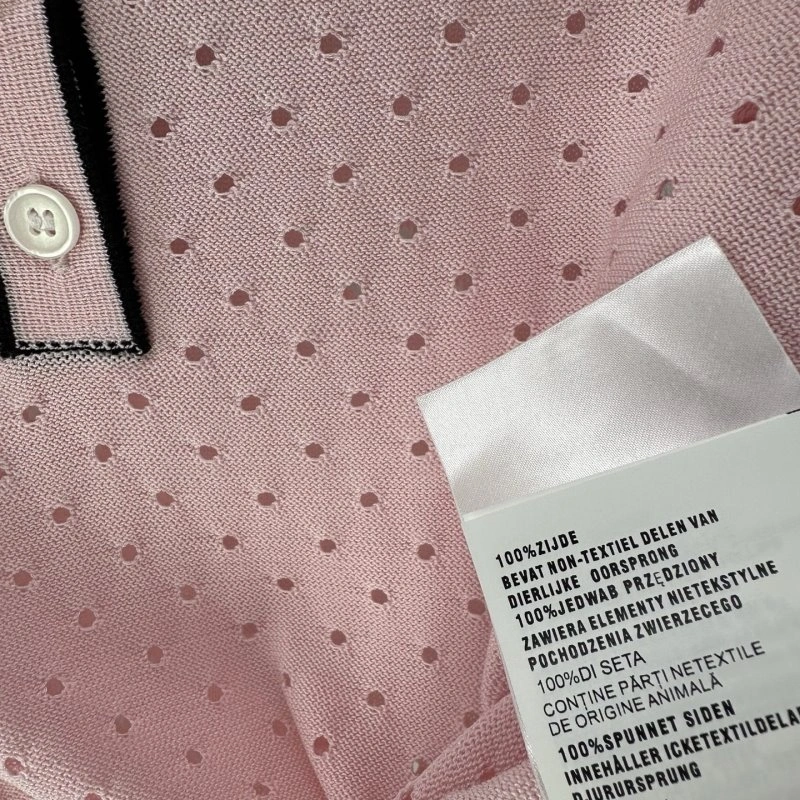 100%ZIJDE
BEVAT NON-TEXTIEL DELEN VAN
DIERLIJKE OORSPRONG
100%JEDWAB PRZĘDZIONY
ZAWIERA ELEMENTY NIETEKSTYLNE
POCHODZENIA ZWIERZECEGO
100%DI SETA
CONȚINE PĂRȚI NETEXTILE
DE ORIGINE ANIMALĂ
100%SPUNNET SIDEN
INNEHÅLLER ICKETEXTILDELAR
DJURURSPRUNG